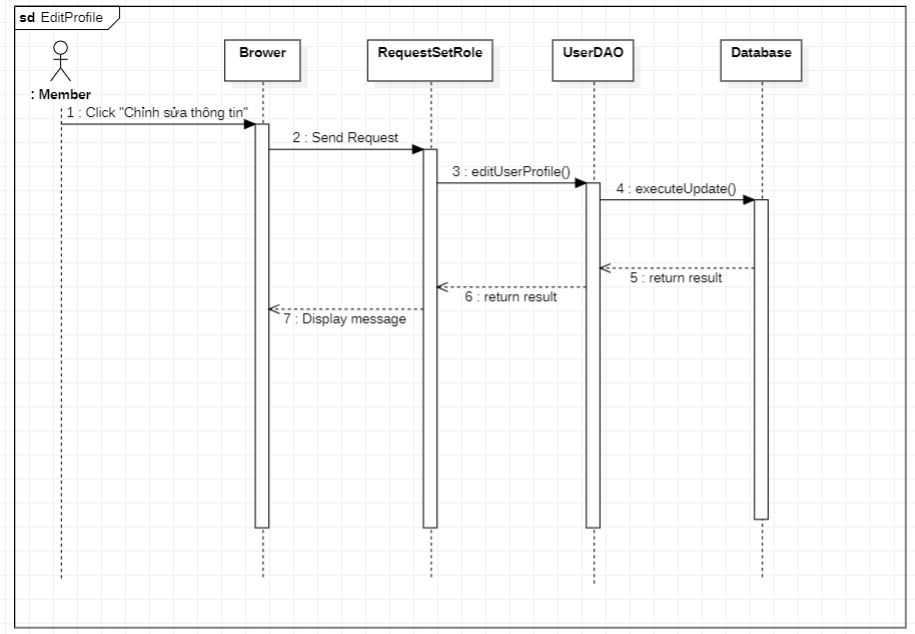 sd EditProfile
Brower
RequestSetRole
UserDAO
Database
: Member
1 : Click "Chỉnh sửa thông tin"
2 : Send Request
3 : editUserProfile()
4 : executeUpdate()
5 : return result
6 : return result
7 : Display message